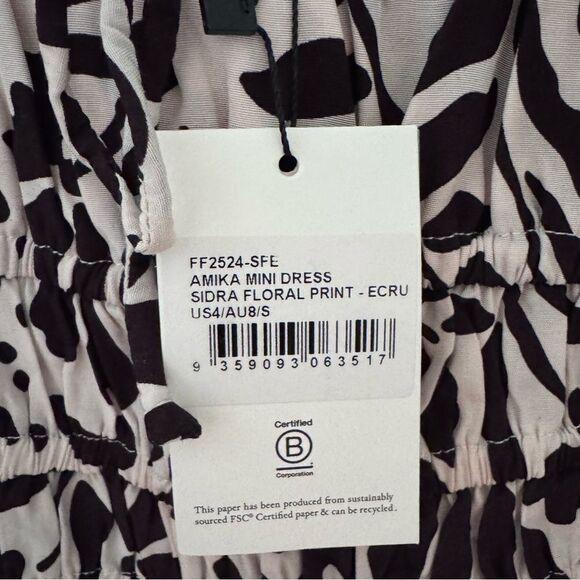 FF2524-SFE
AMIKA MINI DRESS
SIDRA FLORAL PRINT - ECRU
US4/AU8/S
9 359093 063517
Certified
B
Corporation
This paper has been produced from sustainably
sourced FSC® Certified paper & can be recycled.